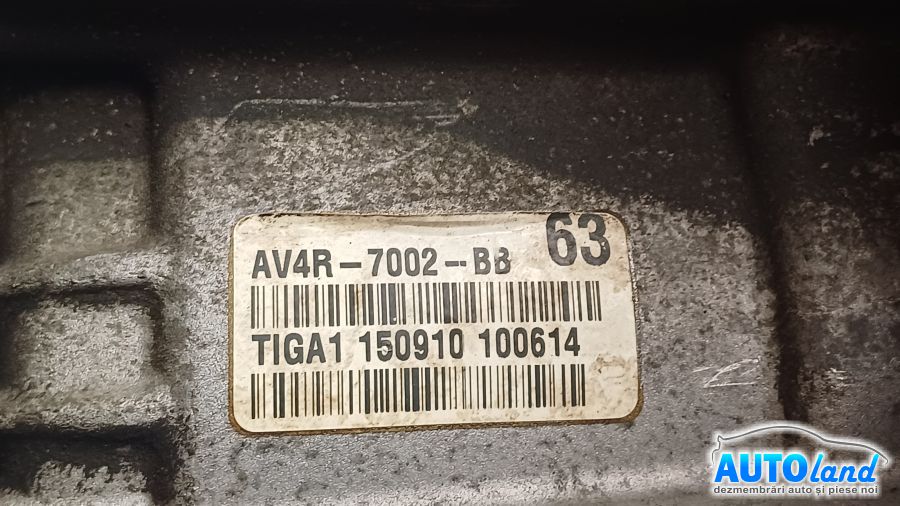 AV4R-7002-BB 63
TIGA1 150910 100614
AUTOland
dezmembrări auto și piese noi